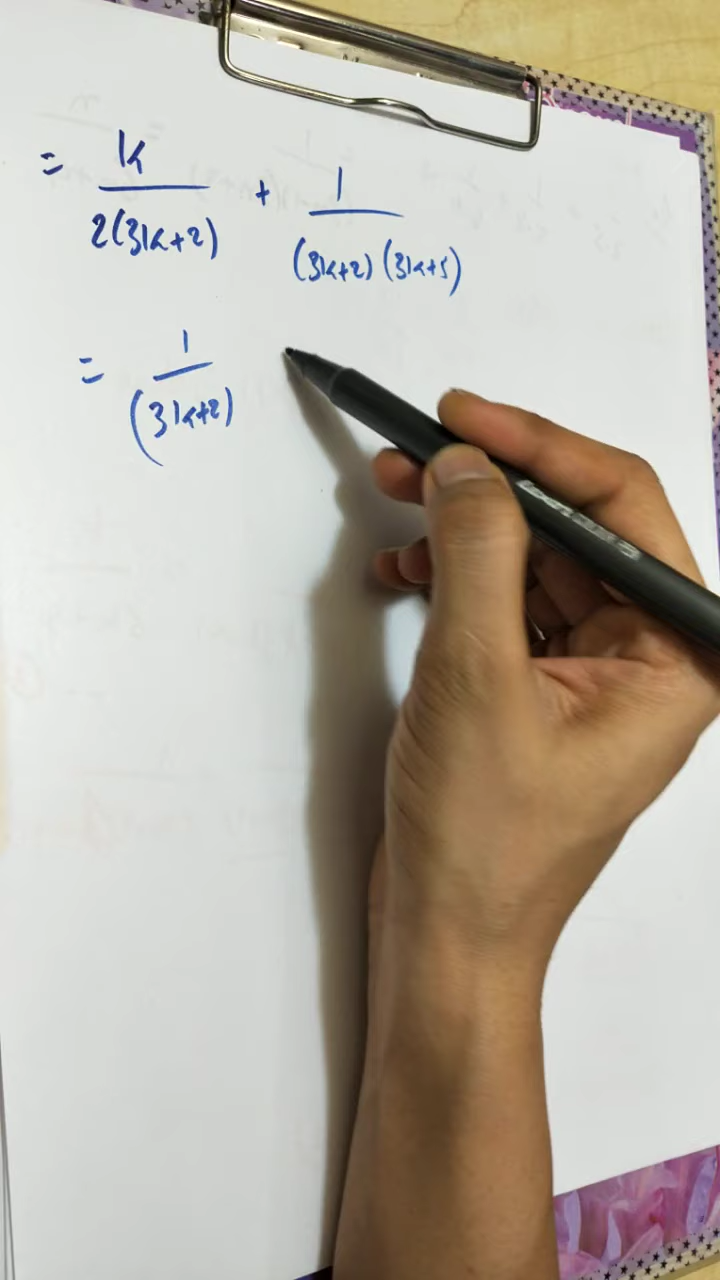 = k/2(3k+2) + 1/(3k+2)(3k+5)
= 1/(3k+2)